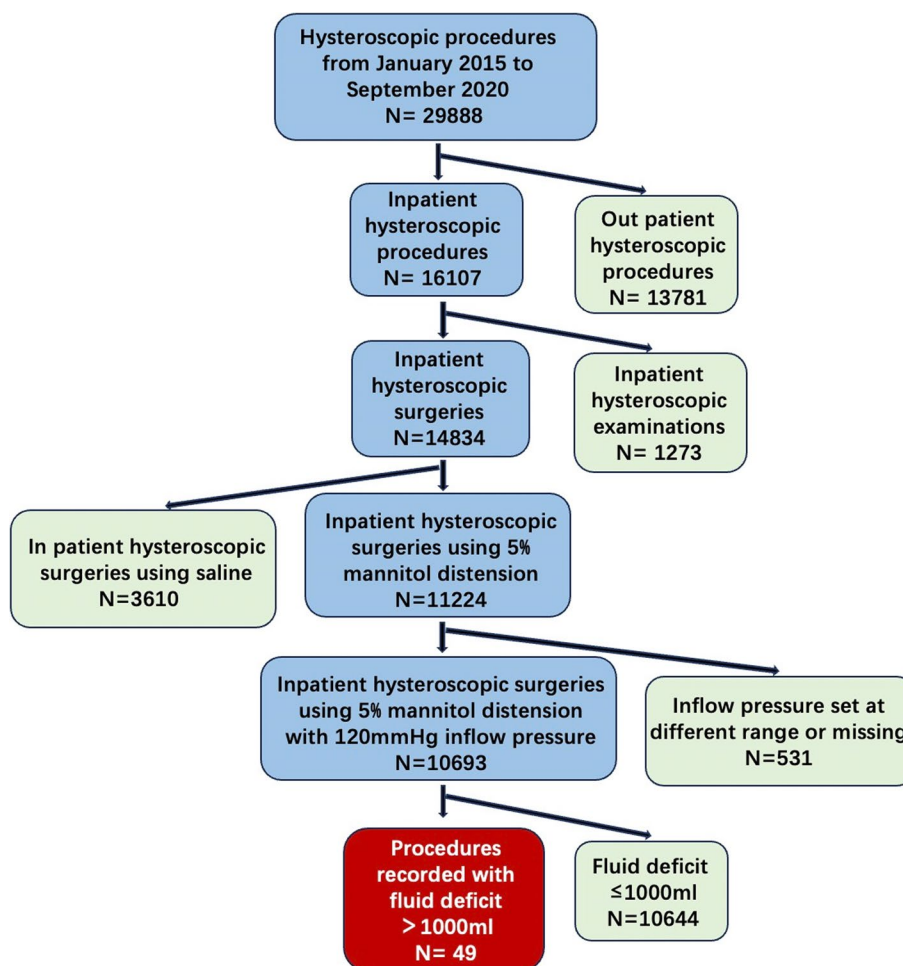 Hysteroscopic procedures
from January 2015 to
September 2020
N= 29888
Inpatient
hysteroscopic
procedures
N= 16107
Out patient
hysteroscopic
procedures
N= 13781
Inpatient
hysteroscopic
surgeries
N=14834
Inpatient
hysteroscopic
examinations
N= 1273
In patient hysteroscopic
surgeries using saline
N=3610
Inpatient hysteroscopic
surgeries using 5%
mannitol distension
N=11224
Inpatient hysteroscopic surgeries
using 5% mannitol distension
with 120mmHg inflow pressure
N=10693
Inflow pressure set at
different range or missing
N=531
Procedures
recorded with
fluid deficit
＞1000ml
N= 49
Fluid deficit
≤1000ml
N=10644